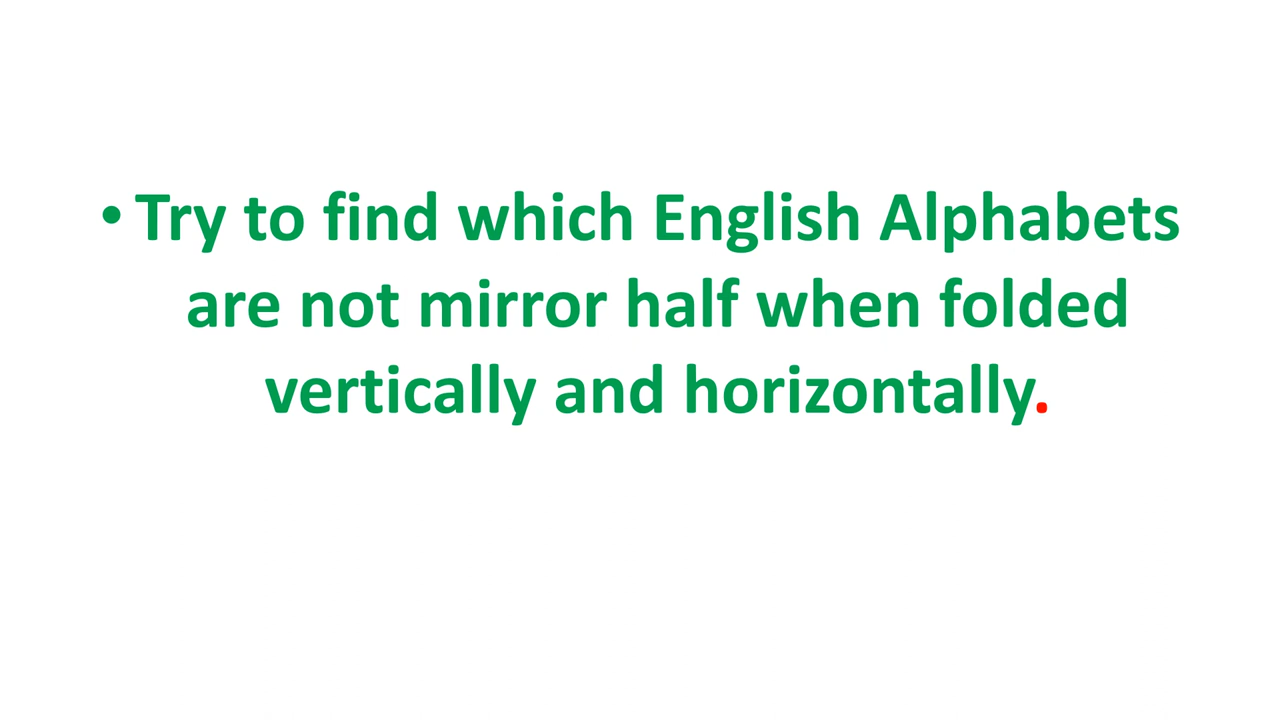 • Try to find which English Alphabets
are not mirror half when folded
vertically and horizontally.